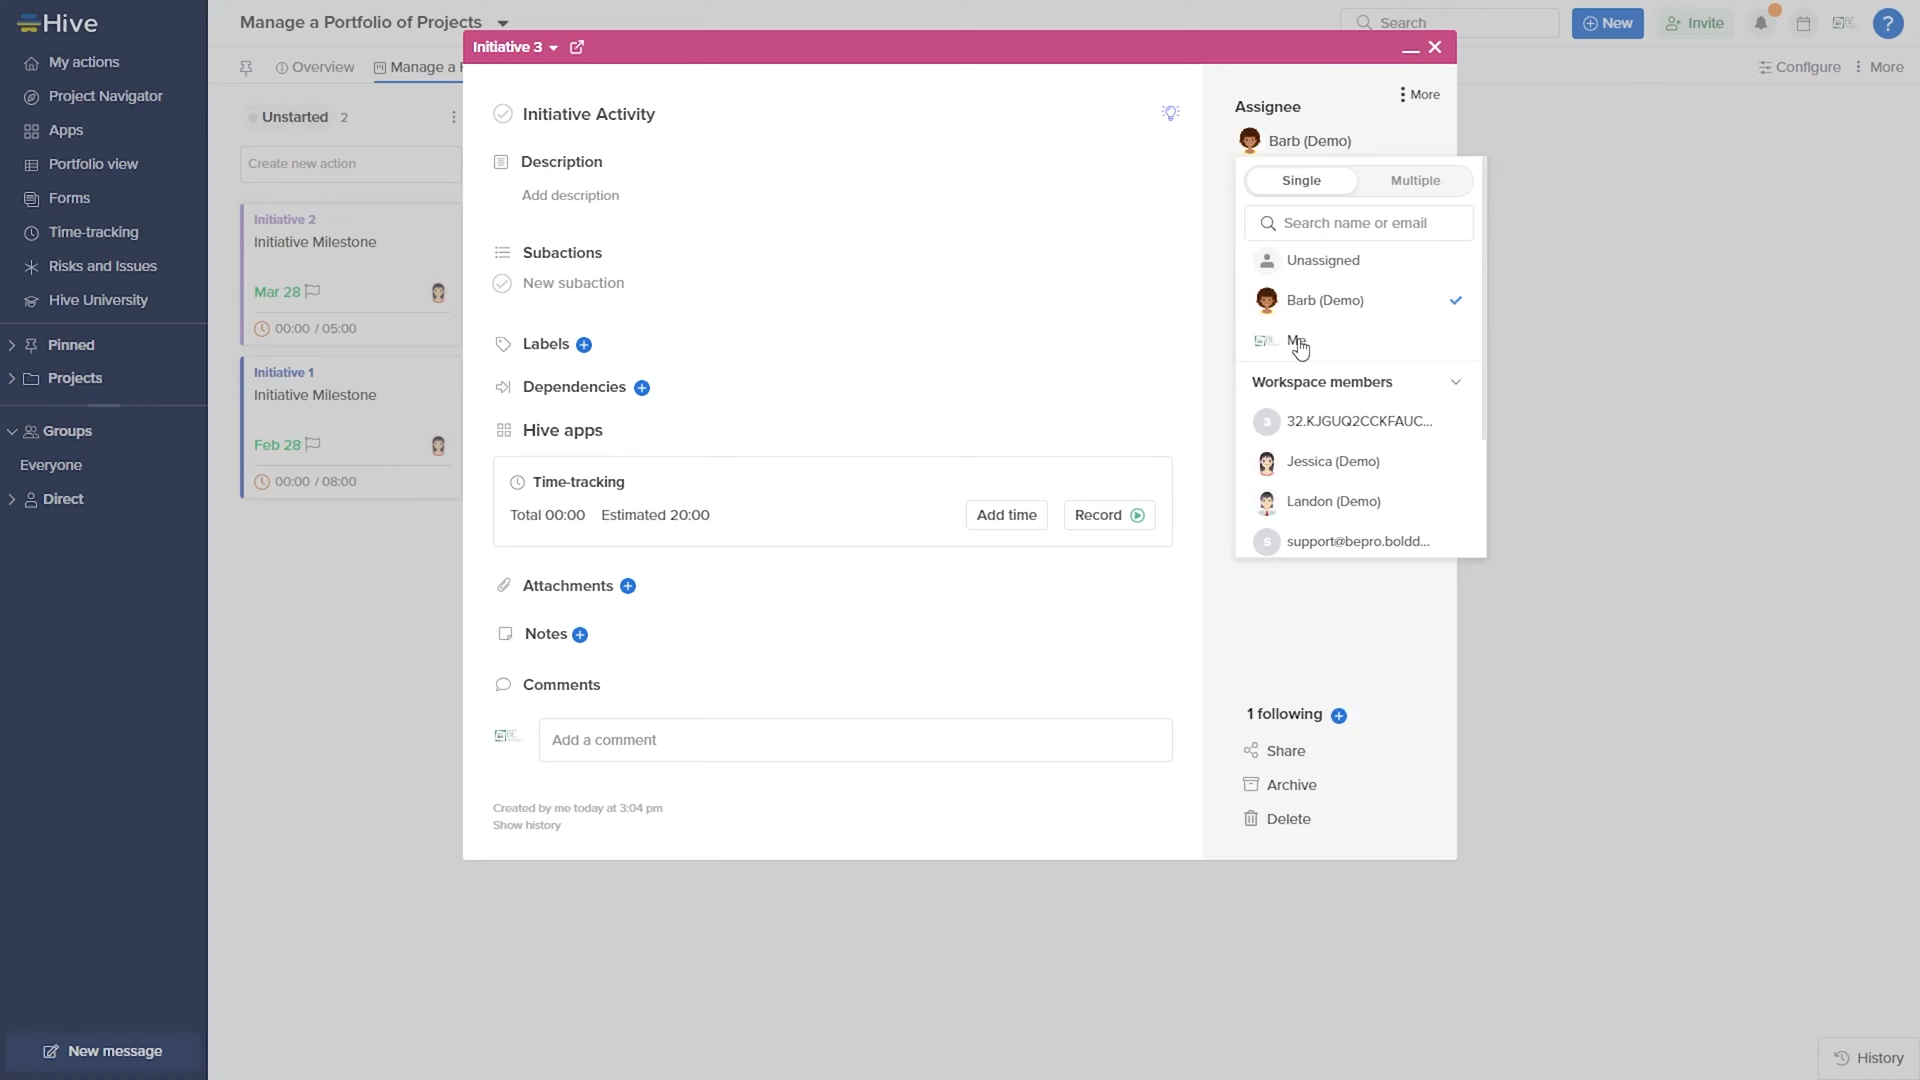 Hive
My actions
Project Navigator
Apps
Portfolio view
Forms
Time-tracking
Risks and Issues
Hive University
Pinned
Projects
Groups
Everyone
Direct
New message
Manage a Portfolio of Projects
Search
New
Invite
?
Overview
Manage a
Configure
More
Unstarted 2
Create new action
Initiative 2
Initiative Milestone
Mar 28
00:00 / 05:00
Initiative 1
Initiative Milestone
Feb 28
00:00 / 08:00
Initiative 3
Initiative Activity
Description
Add description
Subactions
New subaction
Labels
Dependencies
Hive apps
Time-tracking
Total 00:00 Estimated 20:00
Add time
Record
Attachments
Notes
Comments
Add a comment
Created by me today at 3:04 pm
Show history
More
Assignee
Barb (Demo)
Single
Multiple
Search name or email
Unassigned
Barb (Demo)
Me
Workspace members
3
32.KJGUQ2CCKFAUC...
Jessica (Demo)
Landon (Demo)
S
support@bepro.boldd...
1 following
Share
Archive
Delete
History